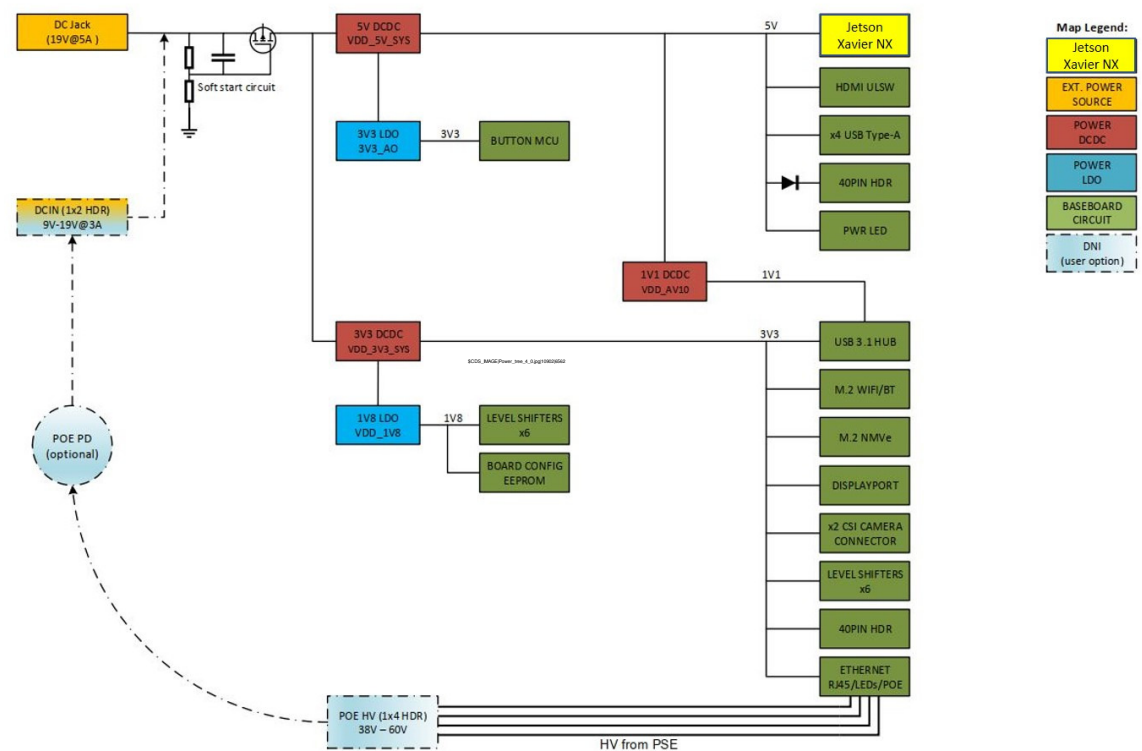 DC Jack
(19V@5A )
Soft start circuit
5V DCDC
VDD_5V_SYS
5V
Jetson
Xavier NX
HDMI ULSW
x4 USB Type-A
40PIN HDR
PWR LED
3V3 LDO
3V3_AO
3V3
BUTTON MCU
DCIN (1x2 HDR)
9V-19V@3A
1V1 DCDC
VDD_AV10
1V1
3V3 DCDC
VDD_3V3_SYS
3V3
USB 3.1 HUB
M.2 WIFI/BT
M.2 NMVe
DISPLAYPORT
x2 CSI CAMERA
CONNECTOR
LEVEL SHIFTERS
x6
40PIN HDR
ETHERNET
RJ45/LEDs/POE
1V8 LDO
VDD_1V8
1V8
LEVEL SHIFTERS
x6
BOARD CONFIG
EEPROM
POE PD
(optional)
POE HV (1x4 HDR)
38V – 60V
HV from PSE
Map Legend:
Jetson
Xavier NX
EXT. POWER
SOURCE
POWER
DCDC
POWER
LDO
BASEBOARD
CIRCUIT
DNI
(user option)